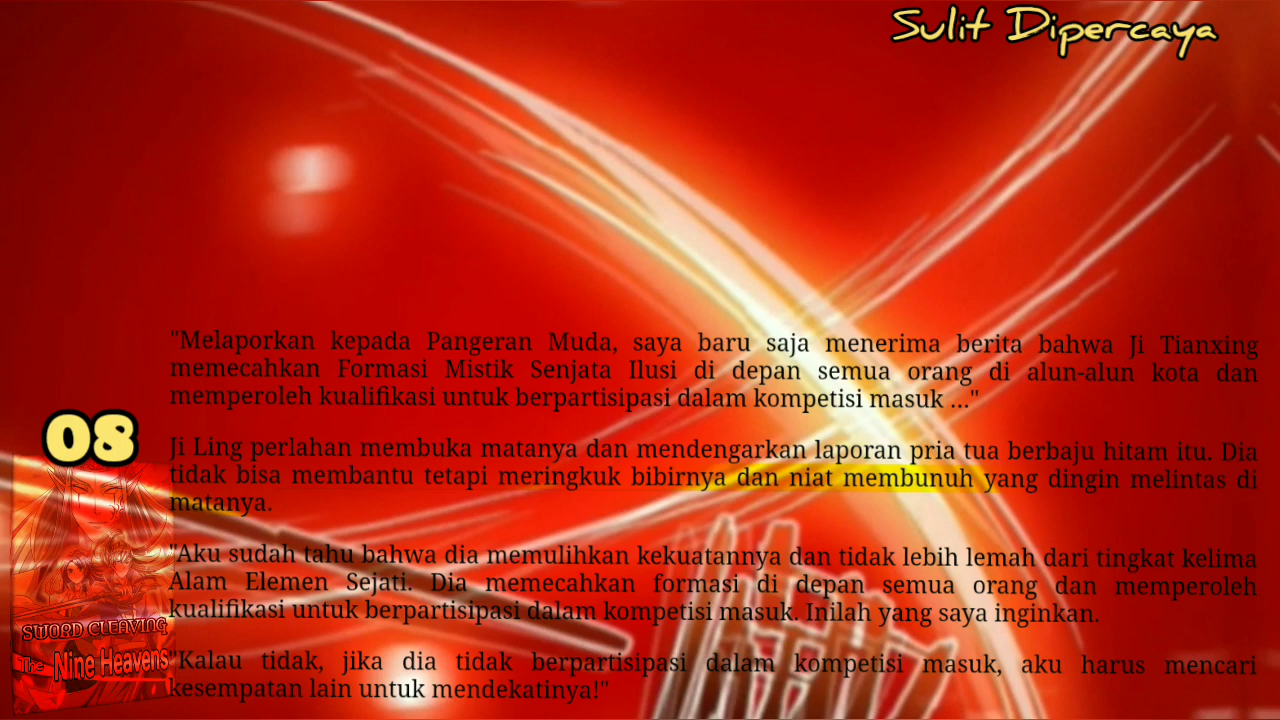 Sulit Dipercaya
"Melaporkan kepada Pangeran Muda, saya baru saja menerima berita bahwa Ji Tianxing
memecahkan Formasi Mistik Senjata Ilusi di depan semua orang di alun-alun kota dan
memperoleh kualifikasi untuk berpartisipasi dalam kompetisi masuk ..."
Ji Ling perlahan membuka matanya dan mendengarkan laporan pria tua berbaju hitam itu. Dia
tidak bisa membantu tetapi meringkuk bibirnya dan niat membunuh yang dingin melintas di
matanya.
"Aku sudah tahu bahwa dia memulihkan kekuatannya dan tidak lebih lemah dari tingkat kelima
Alam Elemen Sejati. Dia memecahkan formasi di depan semua orang dan memperoleh
kualifikasi untuk berpartisipasi dalam kompetisi masuk. Inilah yang saya inginkan.
"Kalau tidak, jika dia tidak berpartisipasi dalam kompetisi masuk, aku harus mencari
kesempatan lain untuk mendekatinya!"
08
SWORD CLEAVING
The Nine Heavens